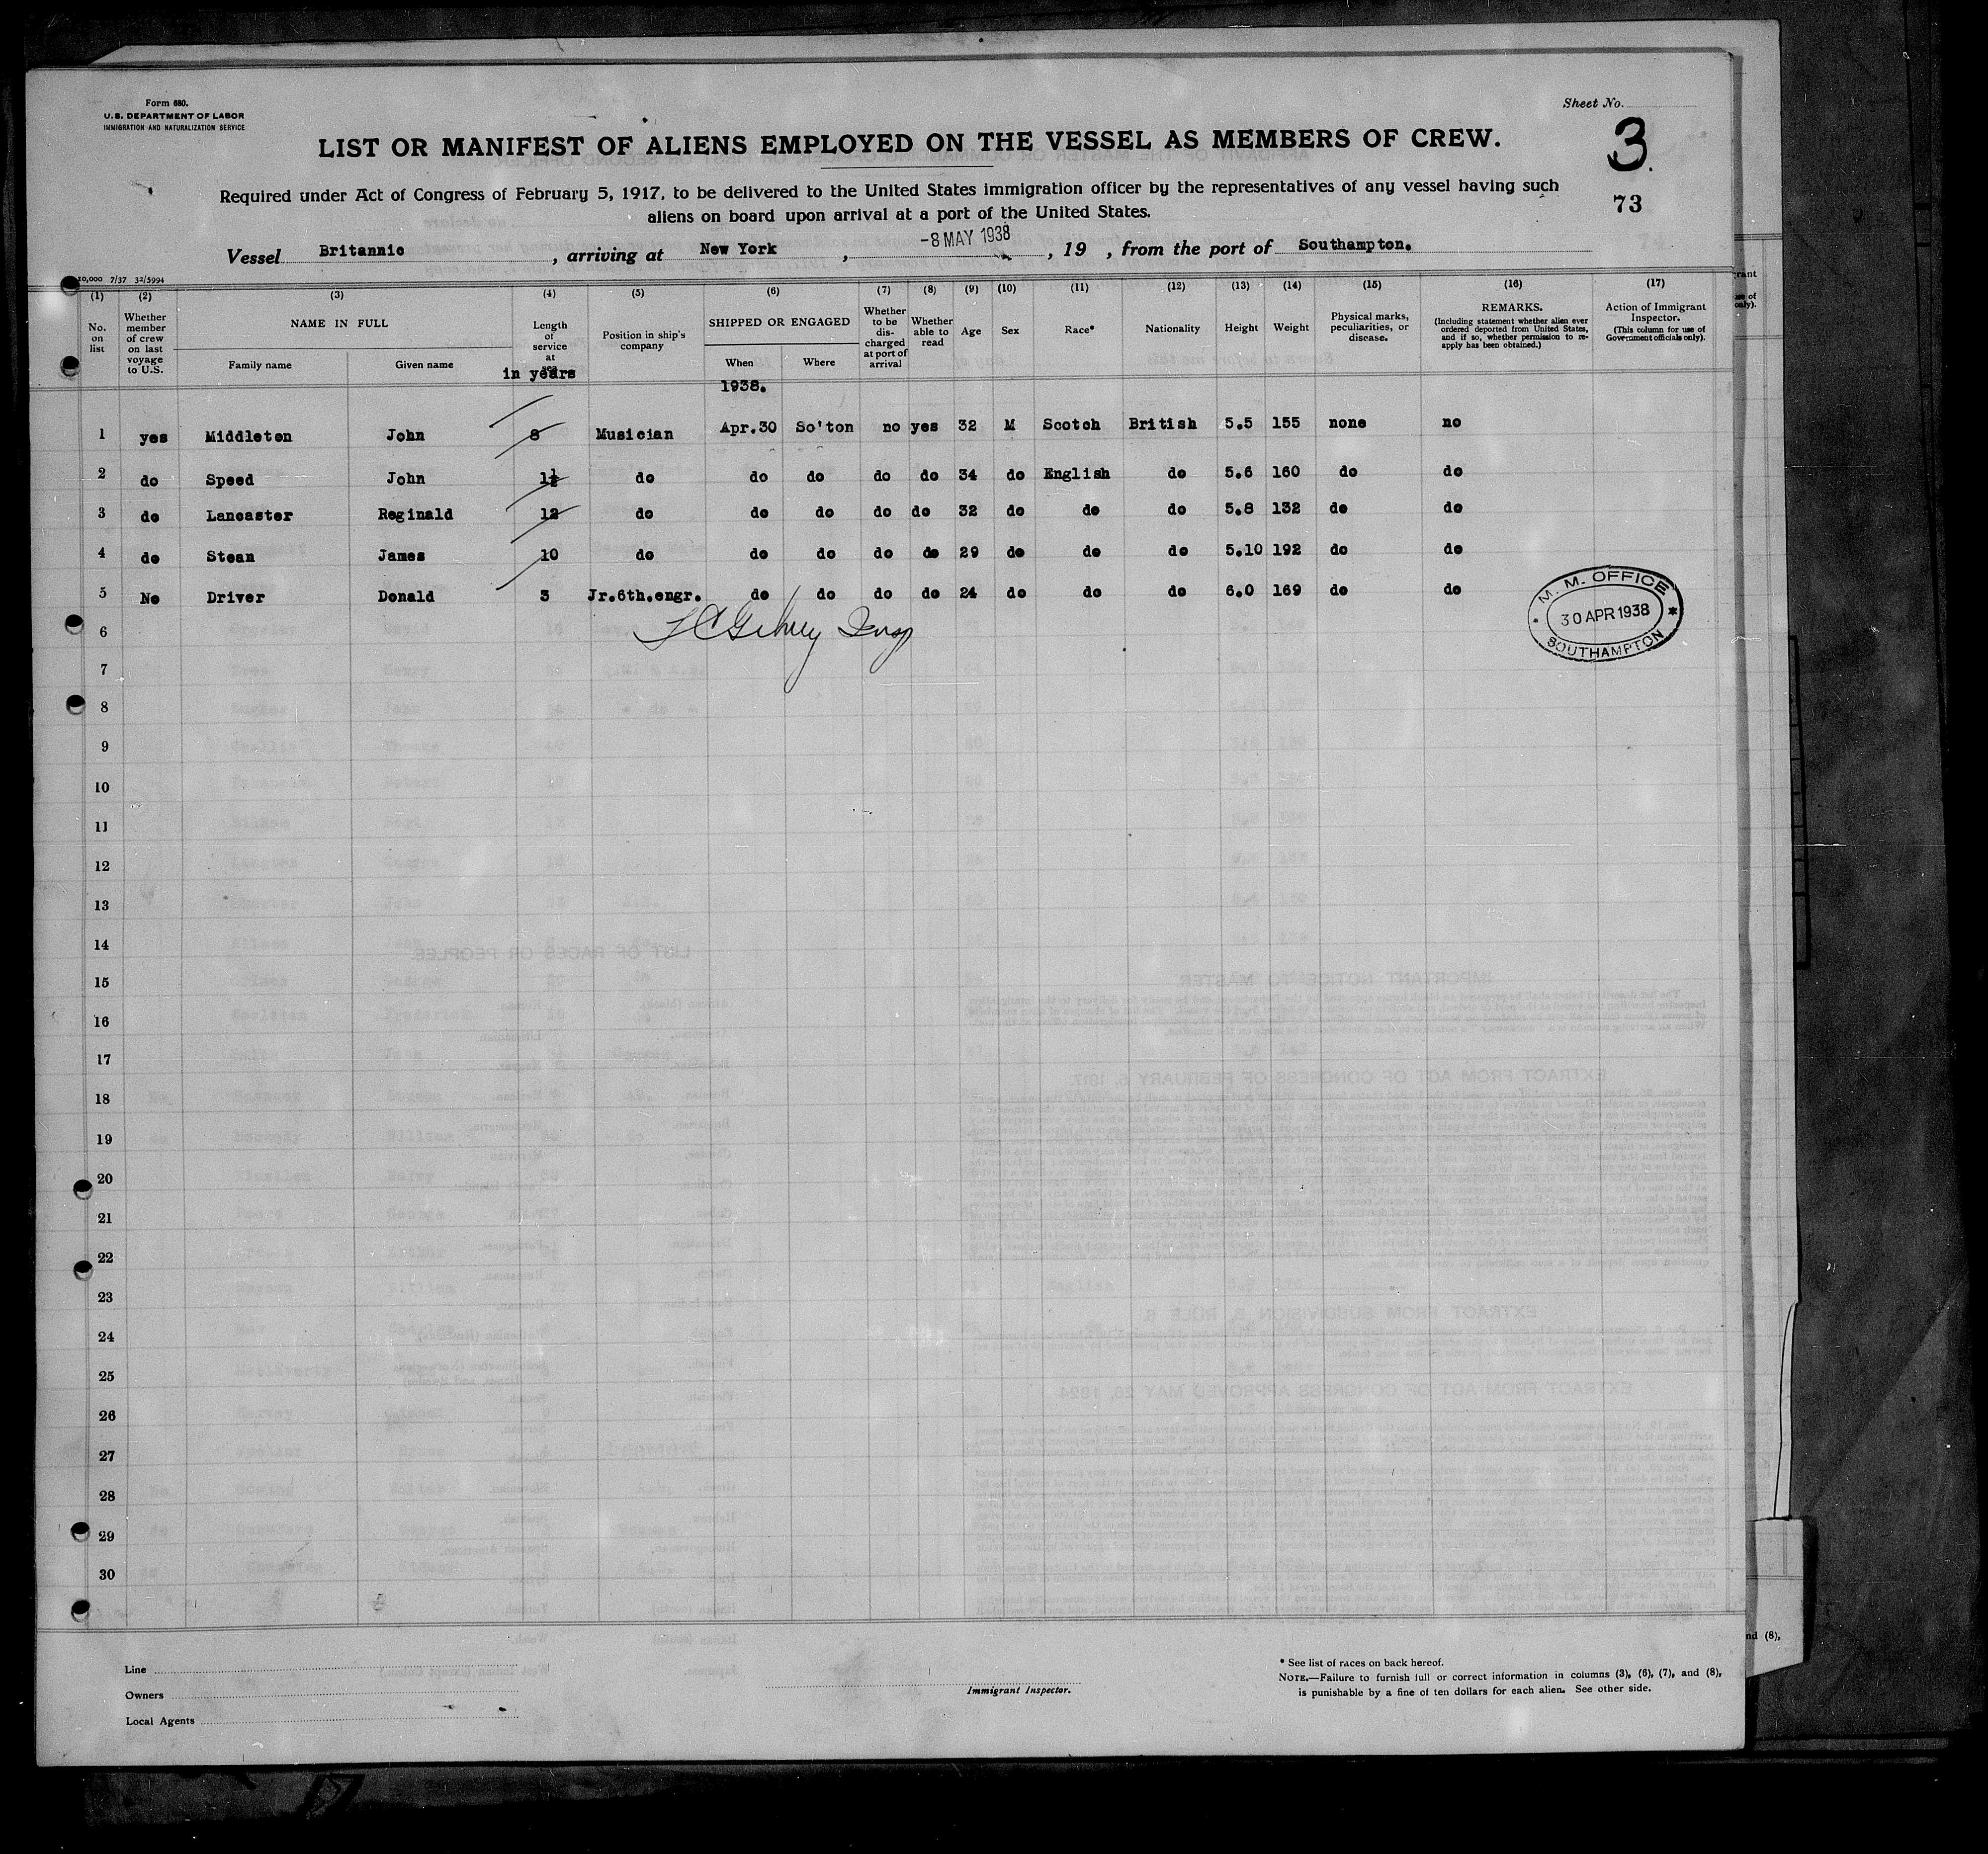 Form 680.
U.S. DEPARTMENT OF LABOR
IMMIGRATION AND NATURALIZATION SERVICE
Sheet No.
3.
73
LIST OR MANIFEST OF ALIENS EMPLOYED ON THE VESSEL AS MEMBERS OF CREW.
Required under Act of Congress of February 5, 1917, to be delivered to the United States immigration officer by the representatives of any vessel having such
aliens on board upon arrival at a port of the United States.
Vessel Britannic, arriving at New York, -8 MAY 1938, 19 , from the port of Southampton.
10,000 7/37 32/5994
(1) (2) (3) (4) (5) (6) (7) (8) (9) (10) (11) (12) (13) (14) (15) (16) (17)
No. on list
Whether member of crew on last voyage to U.S.
NAME IN FULL
Family name Given name
Length of service at sea
in years
Position in ship's company
SHIPPED OR ENGAGED
When Where
1938.
Whether to be discharged at port of arrival
Whether able to read
Age
Sex
Race*
Nationality
Height
Weight
Physical marks, peculiarities, or disease.
REMARKS.
(Including statement whether alien ever ordered deported from United States, and if so, whether permission to re-apply has been obtained.)
Action of Immigrant Inspector.
(This column for use of Government officials only).
1 yes Middleton John 8 Musician Apr.30 So'ton no yes 32 M Scotch British 5.5 155 none no
2 do Speed John 1½ do do do do do 34 do English do 5.6 160 do do
3 do Lancaster Reginald 12 do do do do do 32 do do do 5.8 132 do do
4 do Stean James 10 do do do do do 29 do do do 5.10 192 do do
5 No Driver Donald 3 Jr.6th.engr. do do do do 24 do do do 6.0 169 do do
M. M. OFFICE
30 APR 1938
SOUTHAMPTON
6
7
8
9
10
11
12
13
14
15
16
17
18
19
20
21
22
23
24
25
26
27
28
29
30
Line
Owners
Local Agents
Immigrant Inspector.
* See list of races on back hereof.
NOTE.—Failure to furnish full or correct information in columns (3), (6), (7), and (8),
is punishable by a fine of ten dollars for each alien. See other side.
nd (8),